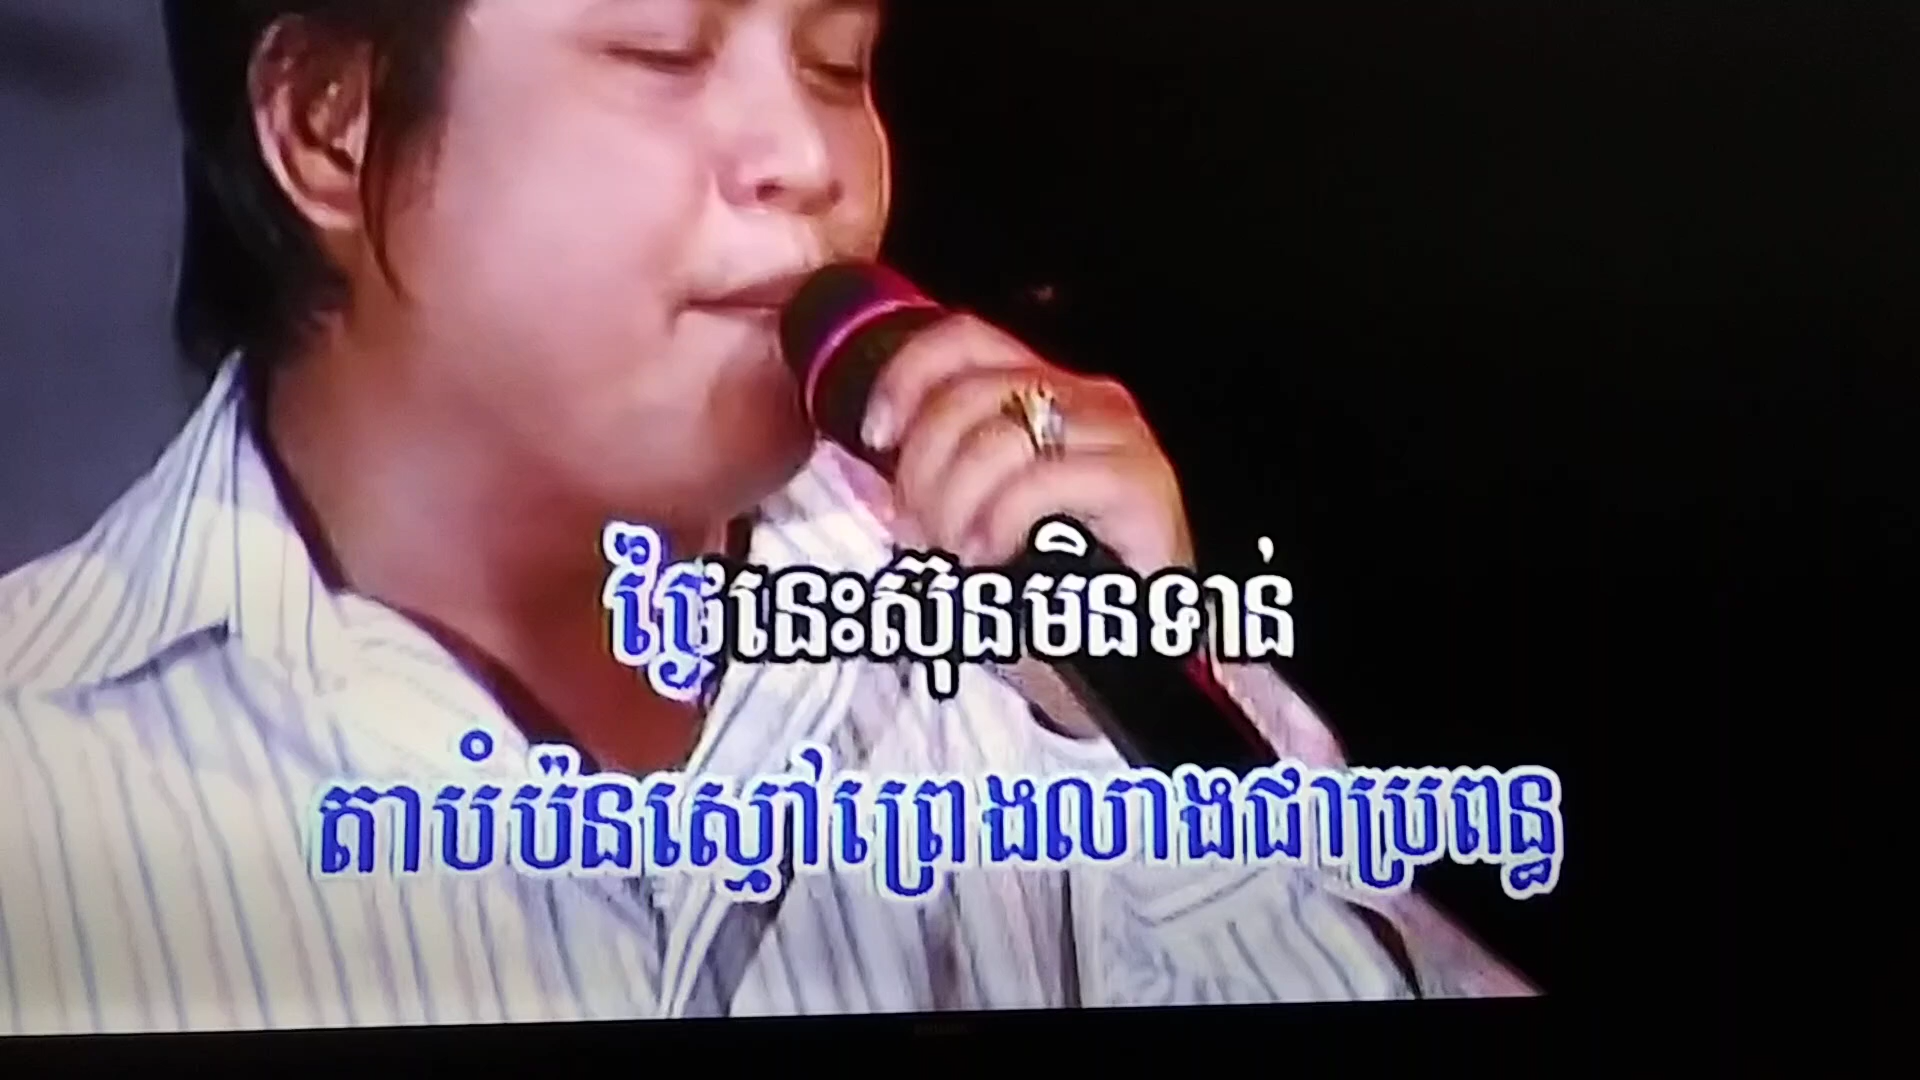 ថ្ងៃនេះស៊ុនមិនទាន់
តាបំប៉នស្មៅព្រេងលាងជាប្រពន្ធ